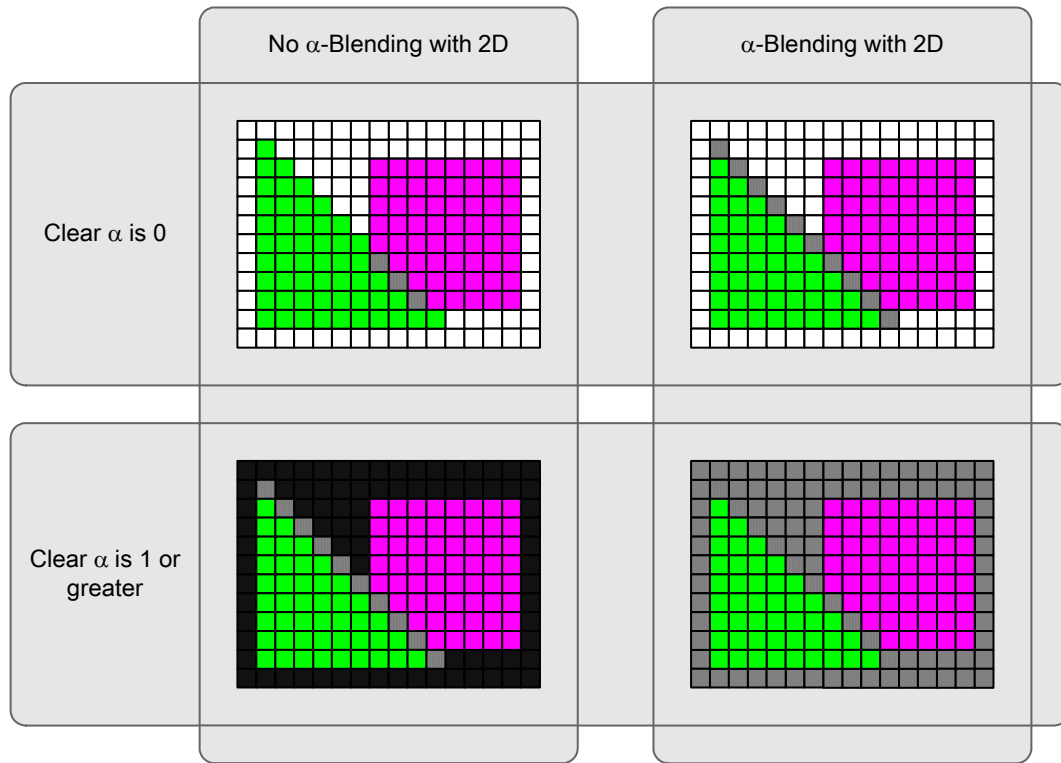 No α-Blending with 2D
α-Blending with 2D
Clear α is 0
Clear α is 1 or
greater